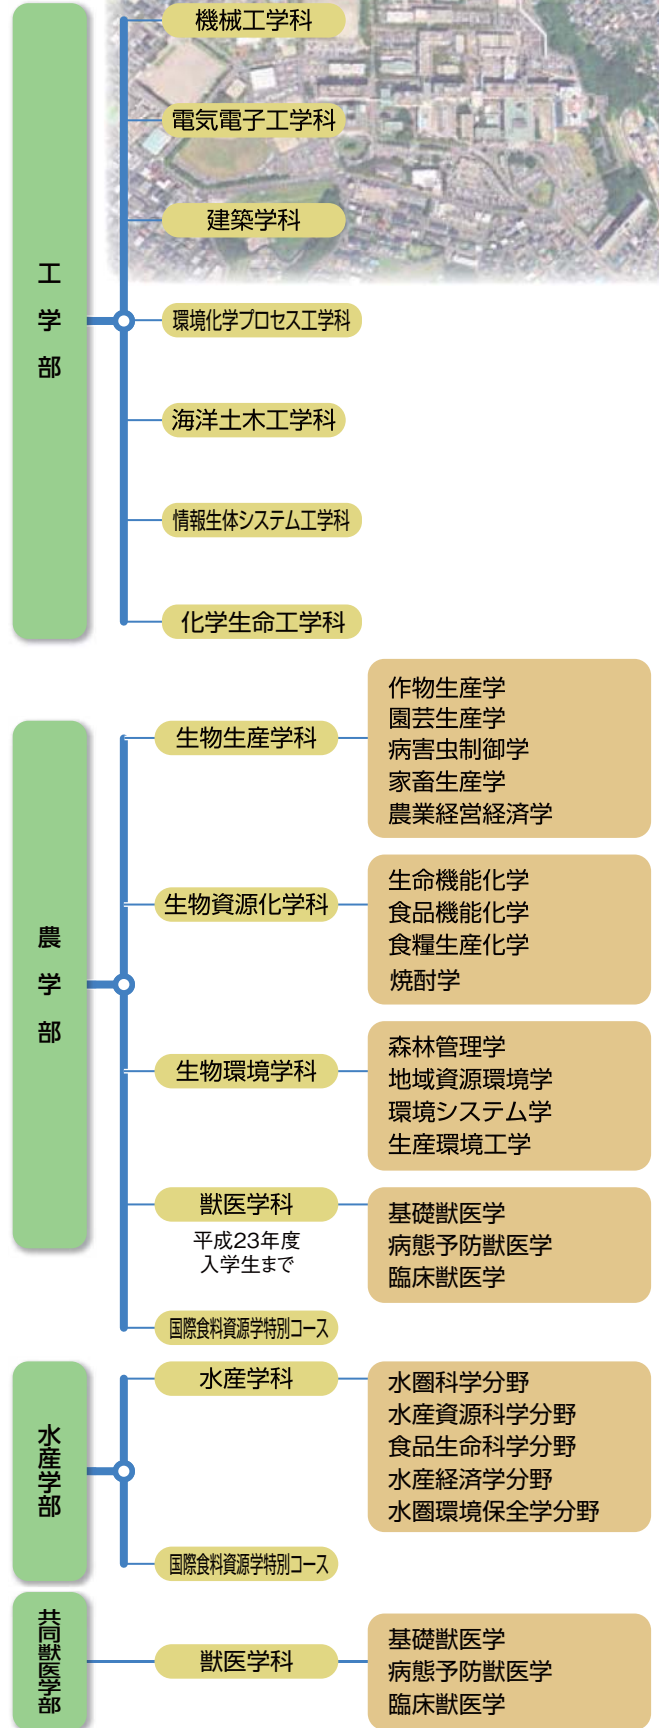 工学部
機械工学科
電気電子工学科
建築学科
環境化学プロセス工学科
海洋土木工学科
情報生体システム工学科
化学生命工学科
農学部
生物生産学科
作物生産学
園芸生産学
病害虫制御学
家畜生産学
農業経営経済学
生物資源化学科
生命機能化学
食品機能化学
食糧生産化学
焼酎学
生物環境学科
森林管理学
地域資源環境学
環境システム学
生産環境工学
獣医学科
平成23年度
入学生まで
基礎獣医学
病態予防獣医学
臨床獣医学
国際食料資源学特別コース
水産学部
水産学科
水圏科学分野
水産資源科学分野
食品生命科学分野
水産経済学分野
水圏環境保全学分野
国際食料資源学特別コース
共同獣医学部
獣医学科
基礎獣医学
病態予防獣医学
臨床獣医学